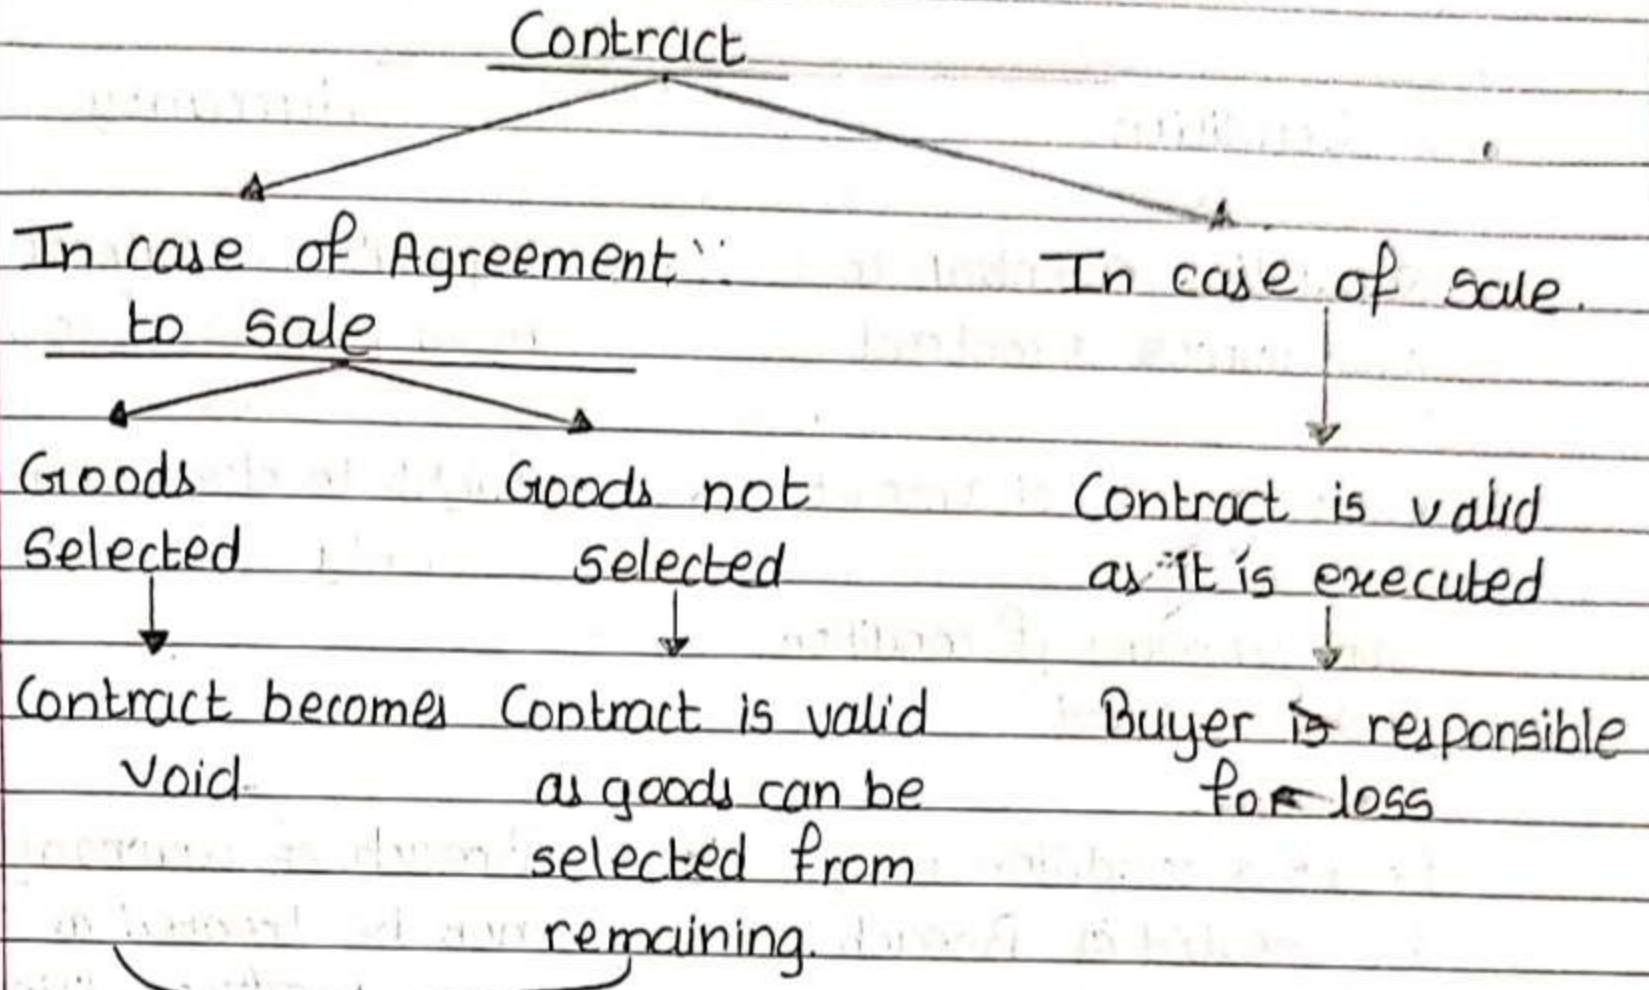 Contract
In case of Agreement
to sale
In case of sale.
Goods
selected
Goods not
selected
Contract is valid
as it is executed
Contract becomes
void
Contract is valid
as goods can be
selected from
remaining.
Buyer is responsible
for loss